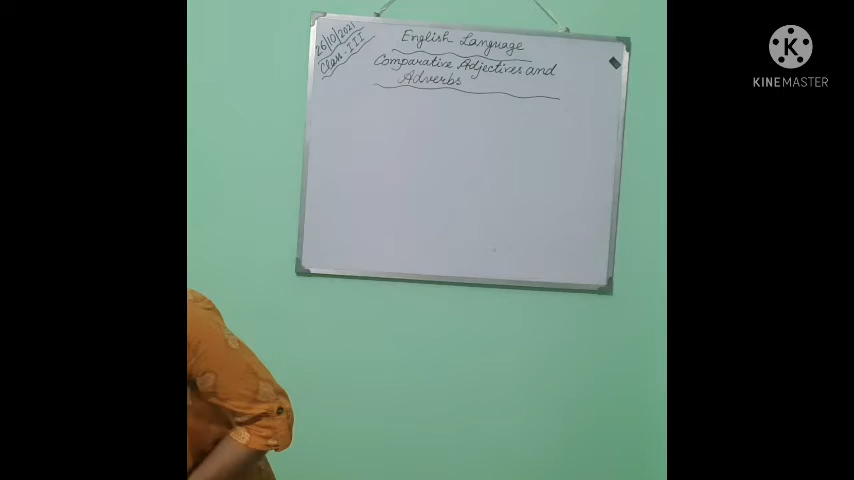 26/10/2021
Class - III
English Language
Comparative Adjectives and
Adverbs
K
KINEMASTER